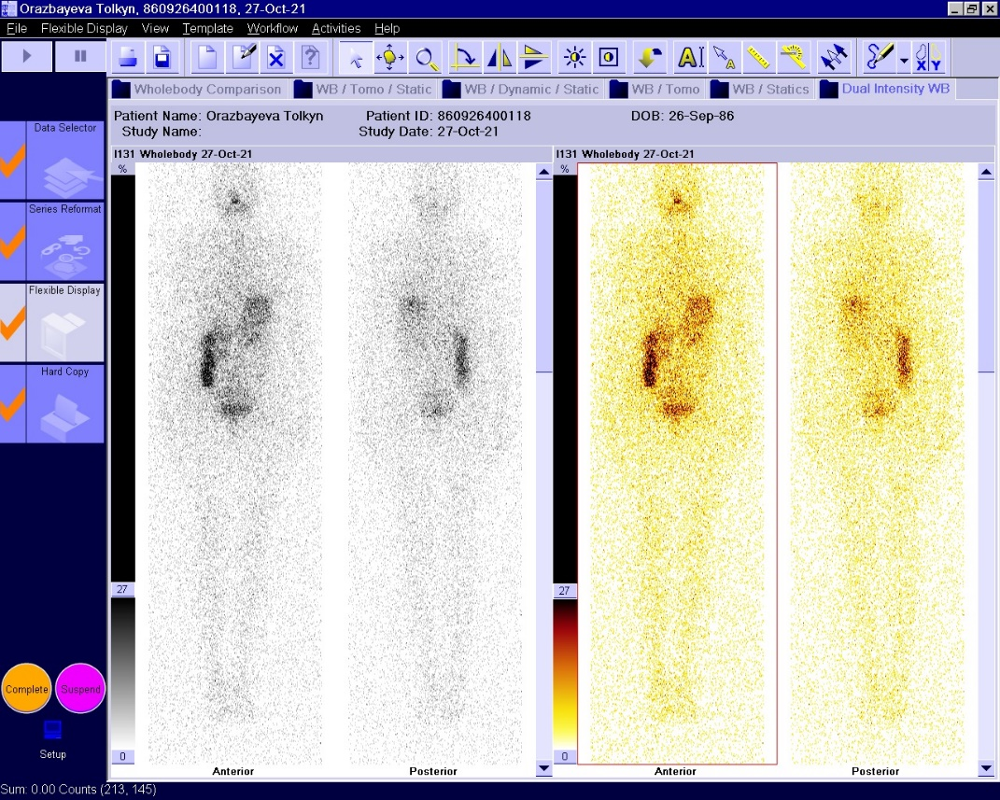 Orazbayeva Tolkyn, 860926400118, 27-Oct-21
File Flexible Display View Template Workflow Activities Help
Wholebody Comparison WB / Tomo / Static WB / Dynamic / Static WB / Tomo WB / Statics Dual Intensity WB
Patient Name: Orazbayeva Tolkyn Patient ID: 860926400118 DOB: 26-Sep-86
Study Name: Study Date: 27-Oct-21
Data Selector
Series Reformat
Flexible Display
Hard Copy
Complete Suspend
Setup
I131 Wholebody 27-Oct-21
%
27
0
Anterior Posterior
I131 Wholebody 27-Oct-21
%
27
0
Anterior Posterior
Sum: 0.00 Counts (213, 145)